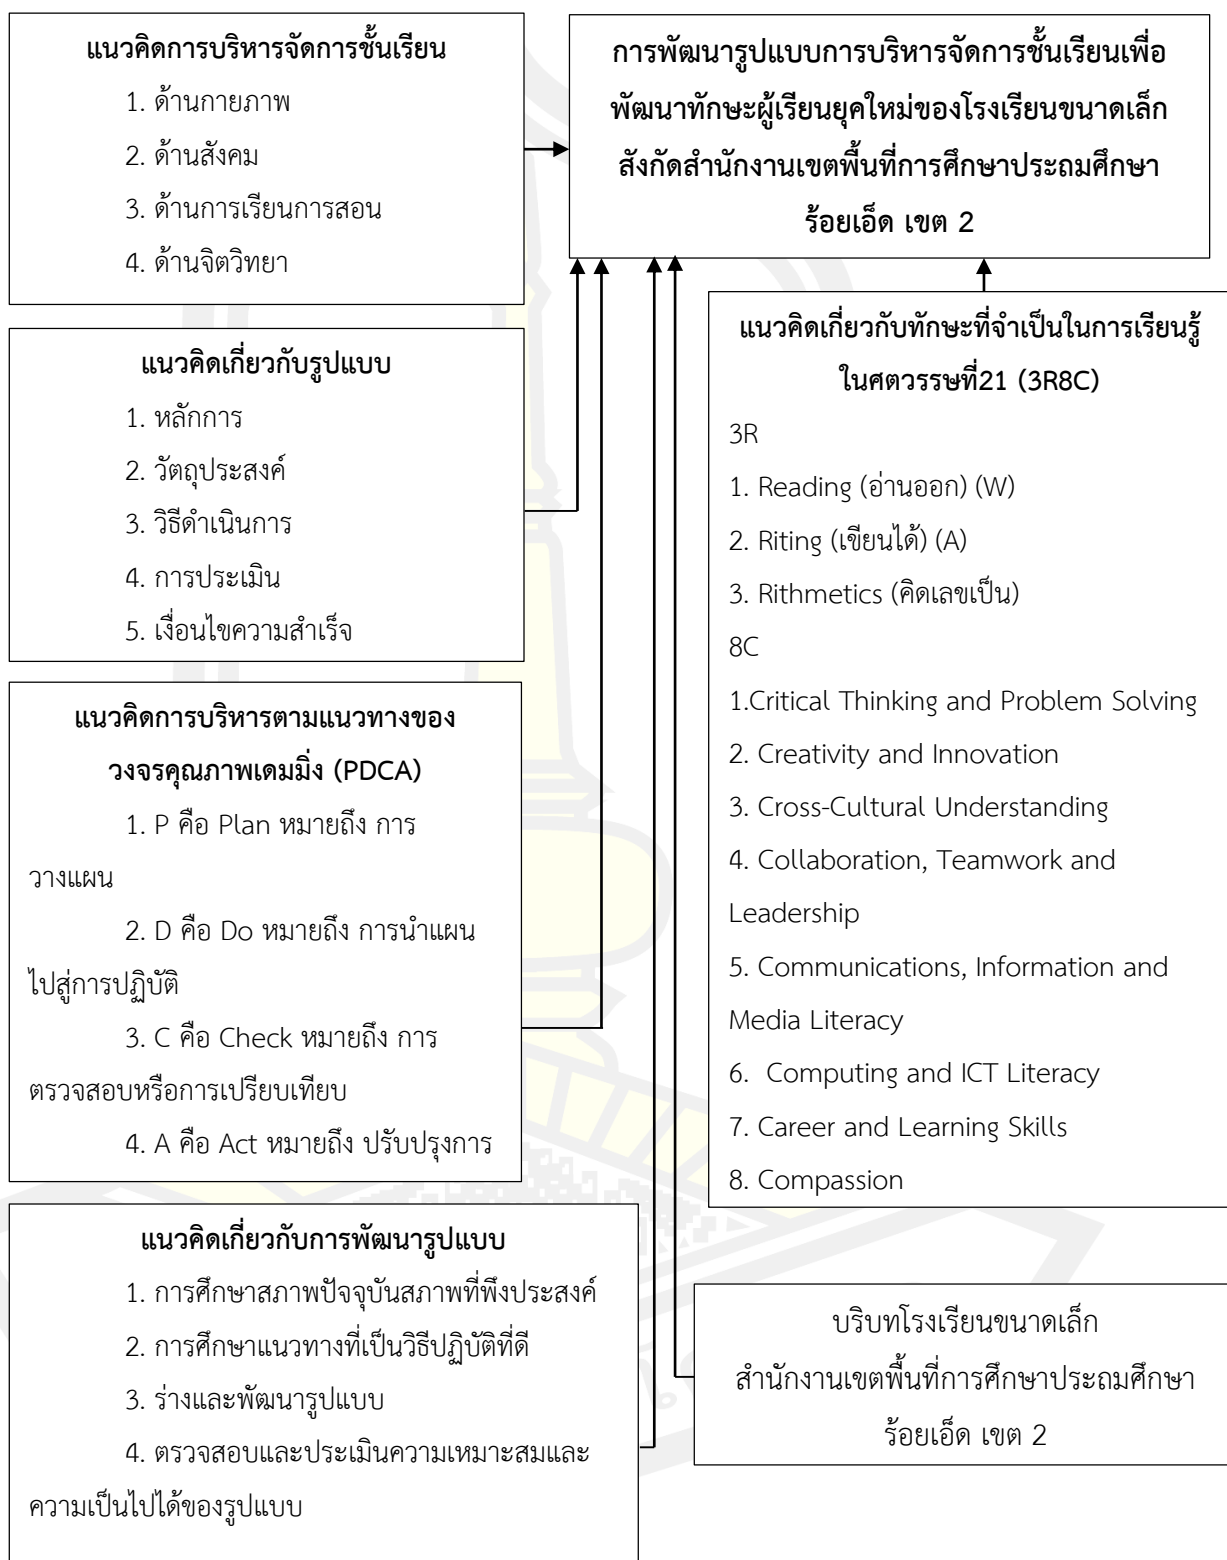 แนวคิดการบริหารจัดการชั้นเรียน
1. ด้านกายภาพ
2. ด้านสังคม
3. ด้านการเรียนการสอน
4. ด้านจิตวิทยา
การพัฒนารูปแบบการบริหารจัดการชั้นเรียนเพื่อ
พัฒนาทักษะผู้เรียนยุคใหม่ของโรงเรียนขนาดเล็ก
สังกัดสำนักงานเขตพื้นที่การศึกษาประถมศึกษา
ร้อยเอ็ด เขต 2
แนวคิดเกี่ยวกับรูปแบบ
1. หลักการ
2. วัตถุประสงค์
3. วิธีดำเนินการ
4. การประเมิน
5. เงื่อนไขความสำเร็จ
แนวคิดการบริหารตามแนวทางของ
วงจรคุณภาพเดมมิ่ง (PDCA)
1. P คือ Plan หมายถึง การ
วางแผน
2. D คือ Do หมายถึง การนำแผน
ไปสู่การปฏิบัติ
3. C คือ Check หมายถึง การ
ตรวจสอบหรือการเปรียบเทียบ
4. A คือ Act หมายถึง ปรับปรุงการ
แนวคิดเกี่ยวกับการพัฒนารูปแบบ
1. การศึกษาสภาพปัจจุบันสภาพที่พึงประสงค์
2. การศึกษาแนวทางที่เป็นวิธีปฏิบัติที่ดี
3. ร่างและพัฒนารูปแบบ
4. ตรวจสอบและประเมินความเหมาะสมและ
ความเป็นไปได้ของรูปแบบ
แนวคิดเกี่ยวกับทักษะที่จำเป็นในการเรียนรู้
ในศตวรรษที่21 (3R8C)
3R
1. Reading (อ่านออก) (W)
2. Riting (เขียนได้) (A)
3. Rithmetics (คิดเลขเป็น)
8C
1.Critical Thinking and Problem Solving
2. Creativity and Innovation
3. Cross-Cultural Understanding
4. Collaboration, Teamwork and
Leadership
5. Communications, Information and
Media Literacy
6. Computing and ICT Literacy
7. Career and Learning Skills
8. Compassion
บริบทโรงเรียนขนาดเล็ก
สำนักงานเขตพื้นที่การศึกษาประถมศึกษา
ร้อยเอ็ด เขต 2